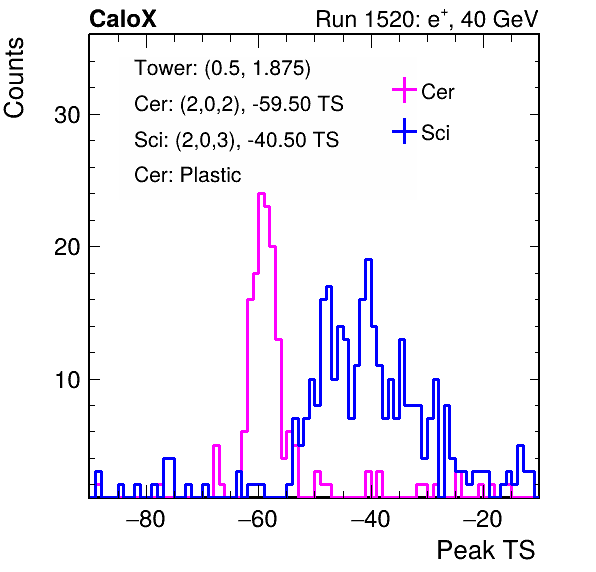 CaloX
Run 1520: e+, 40 GeV
Counts
Tower: (0.5, 1.875)
Cer: (2,0,2), -59.50 TS
Sci: (2,0,3), -40.50 TS
Cer: Plastic
Cer
Sci
30
20
10
−80 −60 −40 −20
Peak TS